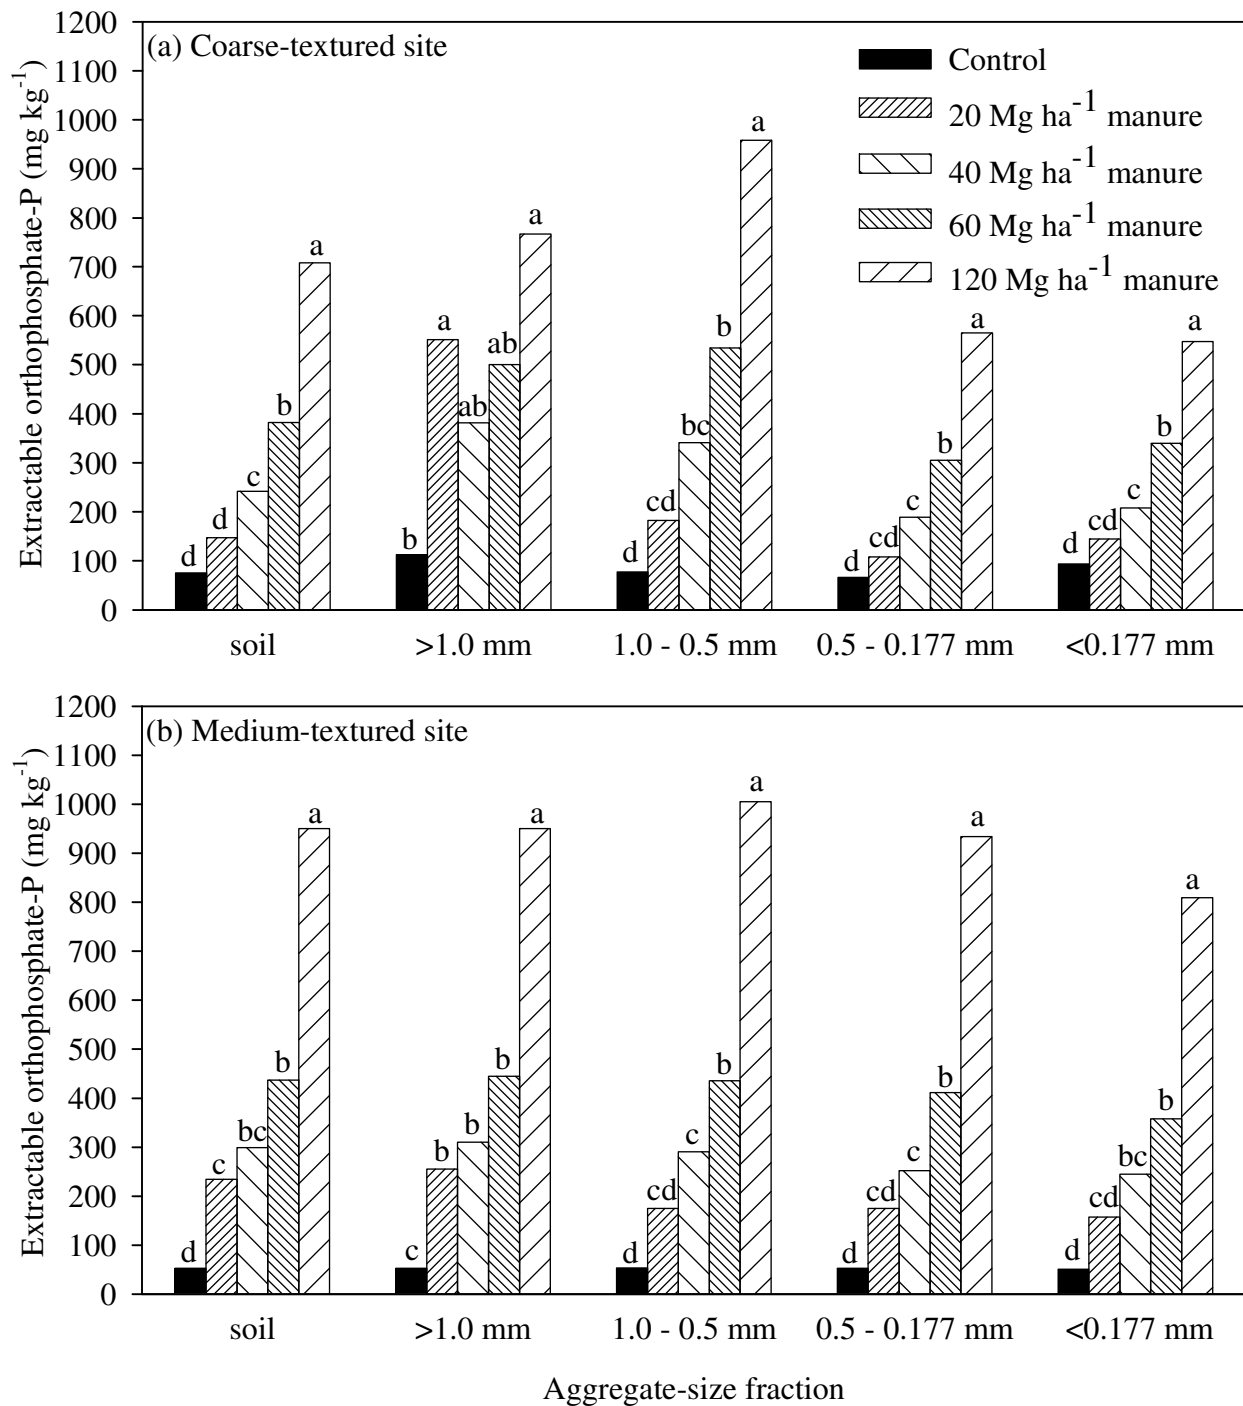 (a) Coarse-textured site
Extractable orthophosphate-P (mg kg⁻¹)
1200
1100
1000
900
800
700
600
500
400
300
200
100
0
Control
20 Mg ha⁻¹ manure
40 Mg ha⁻¹ manure
60 Mg ha⁻¹ manure
120 Mg ha⁻¹ manure
d d c b a
b a ab ab a
d cd bc b a
d cd c b a
d cd c b a
soil >1.0 mm 1.0 - 0.5 mm 0.5 - 0.177 mm <0.177 mm
(b) Medium-textured site
Extractable orthophosphate-P (mg kg⁻¹)
1200
1100
1000
900
800
700
600
500
400
300
200
100
0
d c bc b a
c b b b a
d cd c b a
d cd c b a
d cd bc b a
soil >1.0 mm 1.0 - 0.5 mm 0.5 - 0.177 mm <0.177 mm
Aggregate-size fraction